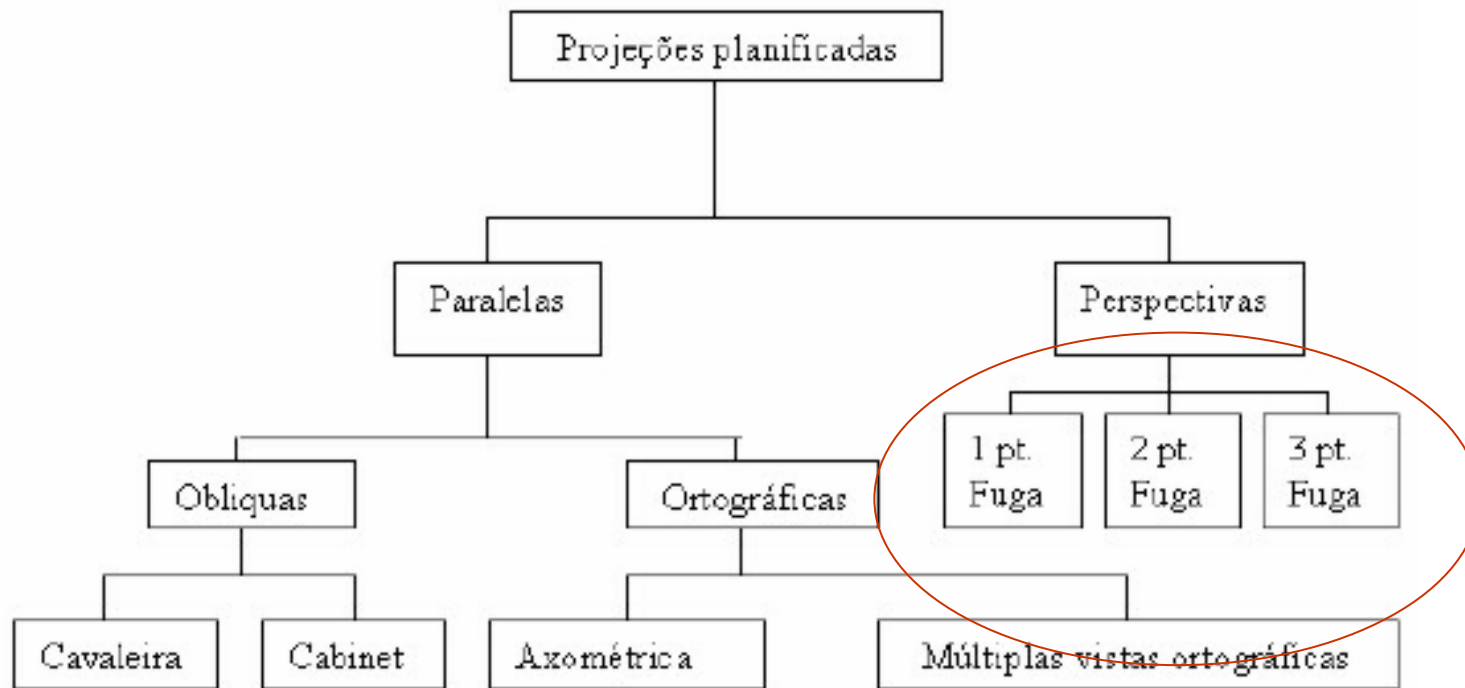 Projeções planificadas
Paralelas
Perspectivas
1 pt.
Fuga
2 pt.
Fuga
3 pt.
Fuga
Obliquas
Ortográficas
Cavaleira
Cabinet
Axométrica
Múltiplas vistas ortográficas